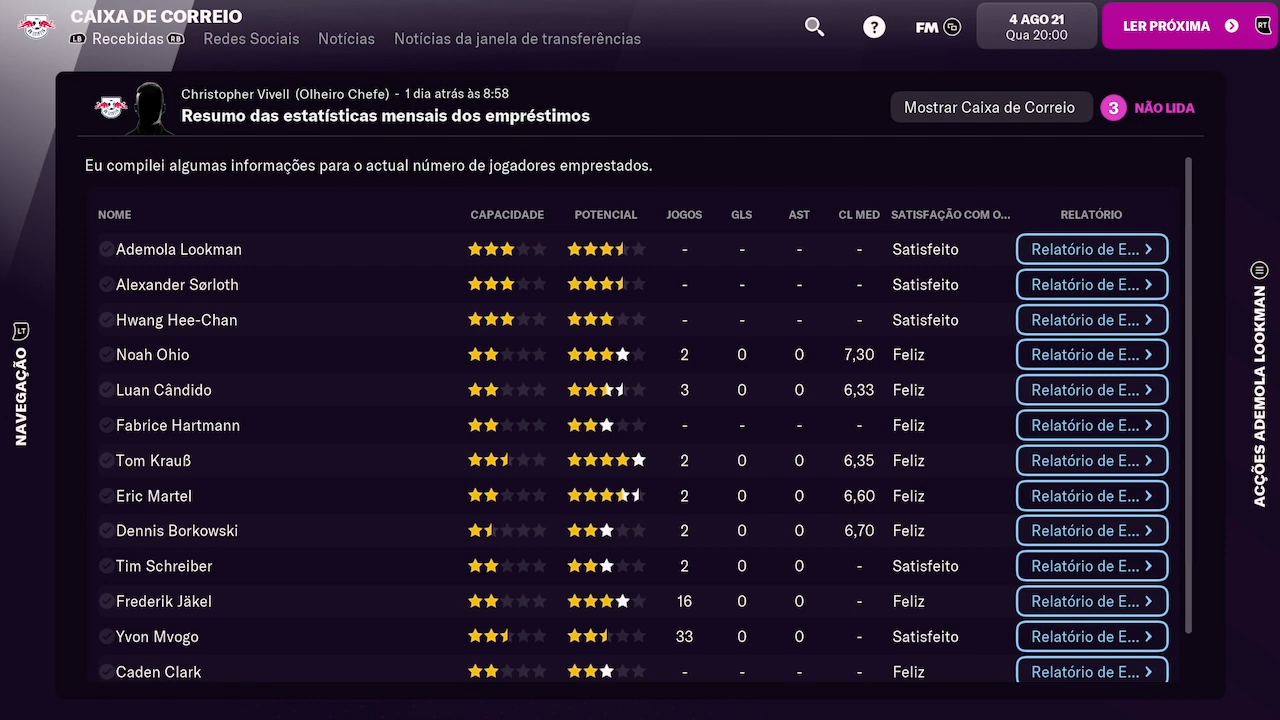 CAIXA DE CORREIO
LB Recebidas RB Redes Sociais Notícias Notícias da janela de transferências
FM
4 AGO 21
Qua 20:00
LER PRÓXIMA RT
Christopher Vivell (Olheiro Chefe) - 1 dia atrás às 8:58
Resumo das estatísticas mensais dos empréstimos
Mostrar Caixa de Correio 3 NÃO LIDA
Eu compilei algumas informações para o actual número de jogadores emprestados.
NOME CAPACIDADE POTENCIAL JOGOS GLS AST CL MED SATISFAÇÃO COM O... RELATÓRIO
Ademola Lookman - - - - Satisfeito Relatório de E...
Alexander Sørloth - - - - Satisfeito Relatório de E...
Hwang Hee-Chan - - - - Satisfeito Relatório de E...
Noah Ohio 2 0 0 7,30 Feliz Relatório de E...
Luan Cândido 3 0 0 6,33 Feliz Relatório de E...
Fabrice Hartmann - - - - Feliz Relatório de E...
Tom Krauß 2 0 0 6,35 Feliz Relatório de E...
Eric Martel 2 0 0 6,60 Feliz Relatório de E...
Dennis Borkowski 2 0 0 6,70 Feliz Relatório de E...
Tim Schreiber 2 0 0 - Satisfeito Relatório de E...
Frederik Jäkel 16 0 0 - Feliz Relatório de E...
Yvon Mvogo 33 0 0 - Satisfeito Relatório de E...
Caden Clark - - - - Feliz Relatório de E...
NAVEGAÇÃO LT
ACÇÕES ADEMOLA LOOKMAN